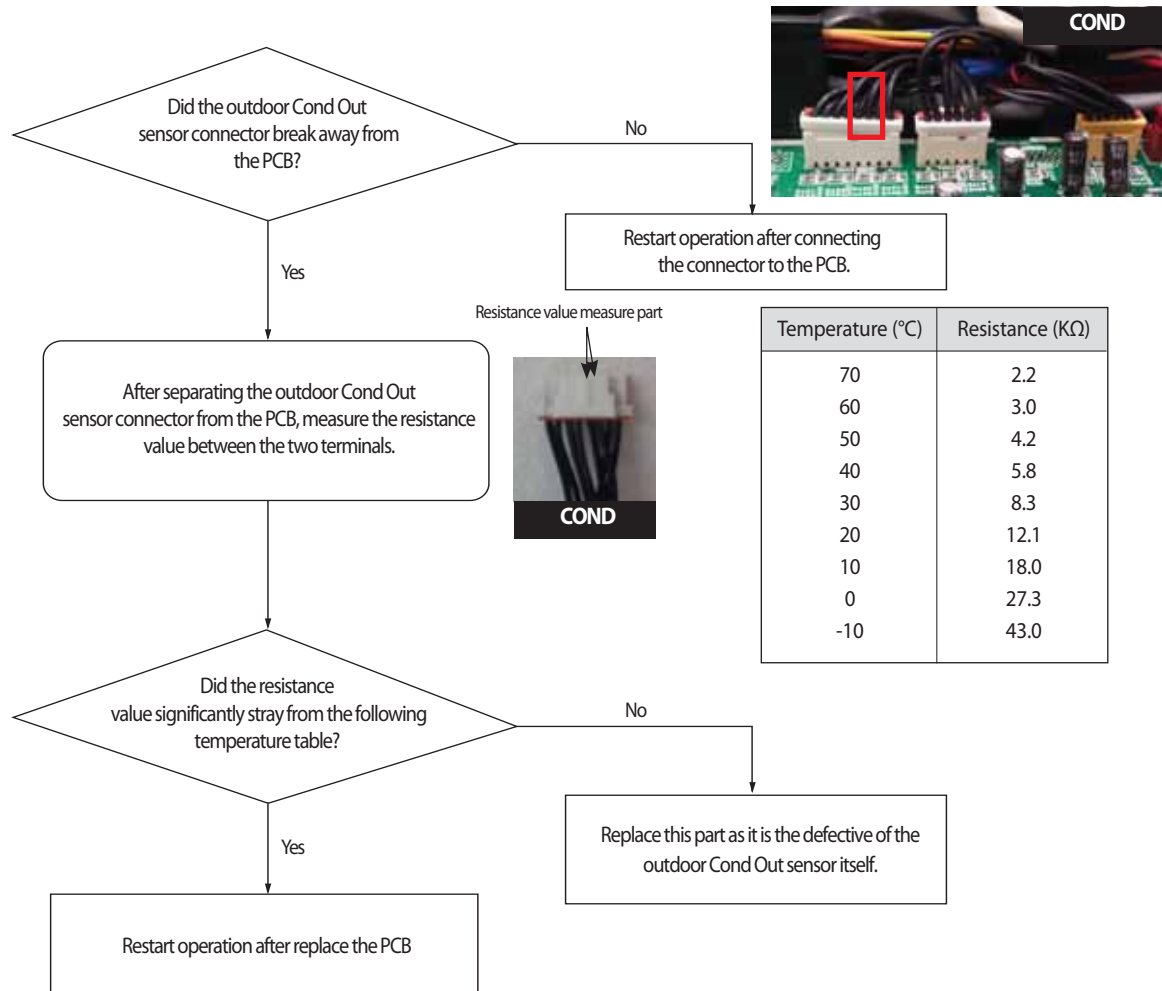 COND
Did the outdoor Cond Out
sensor connector break away from
the PCB?
No
Restart operation after connecting
the connector to the PCB.
Yes
Resistance value measure part
COND
After separating the outdoor Cond Out
sensor connector from the PCB, measure the resistance
value between the two terminals.
Temperature (°C) Resistance (KΩ)
70 2.2
60 3.0
50 4.2
40 5.8
30 8.3
20 12.1
10 18.0
0 27.3
-10 43.0
Did the resistance
value significantly stray from the following
temperature table?
No
Replace this part as it is the defective of the
outdoor Cond Out sensor itself.
Yes
Restart operation after replace the PCB